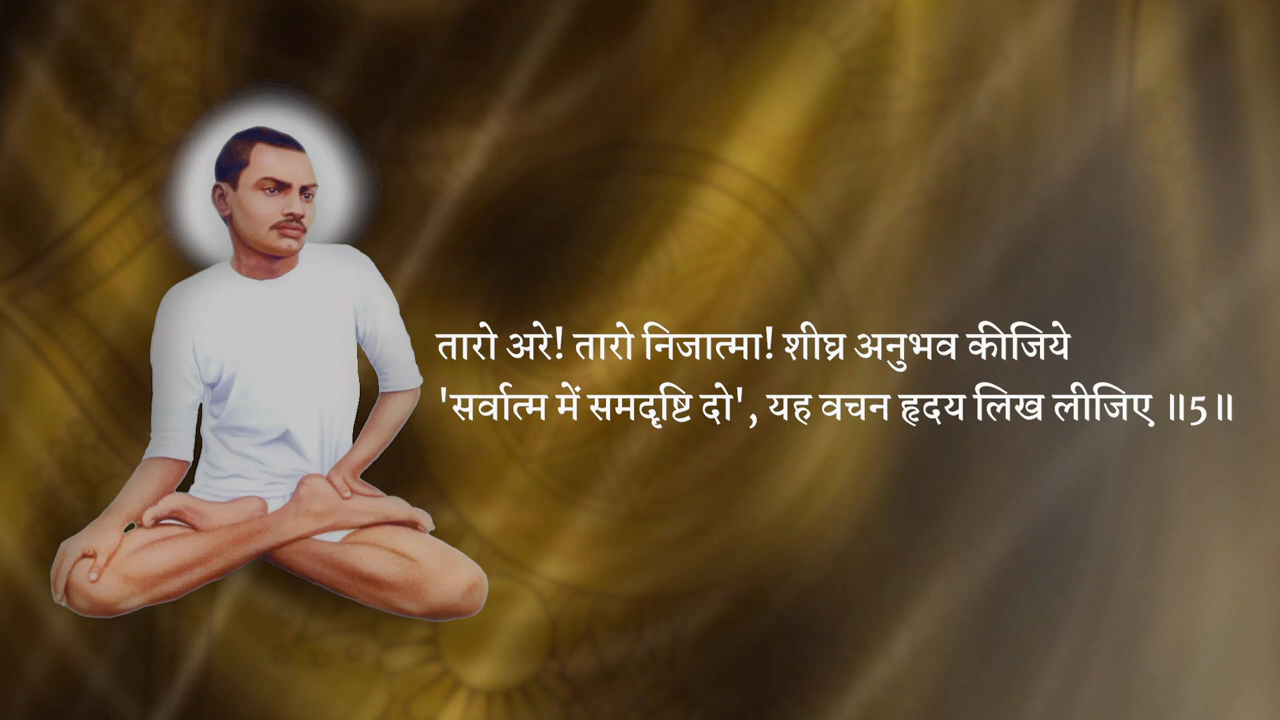 तारो अरे! तारो निजात्मा! शीघ्र अनुभव कीजिये
'सर्वात्म में समदृष्टि दो', यह वचन हृदय लिख लीजिए ॥5॥